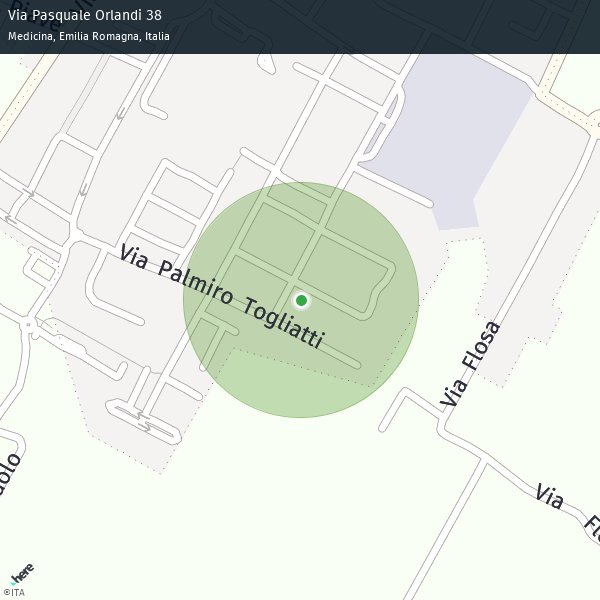 Via Pasquale Orlandi 38
Medicina, Emilia Romagna, Italia
Via Palmiro Togliatti
Via Flosa
Via
here
©ITA